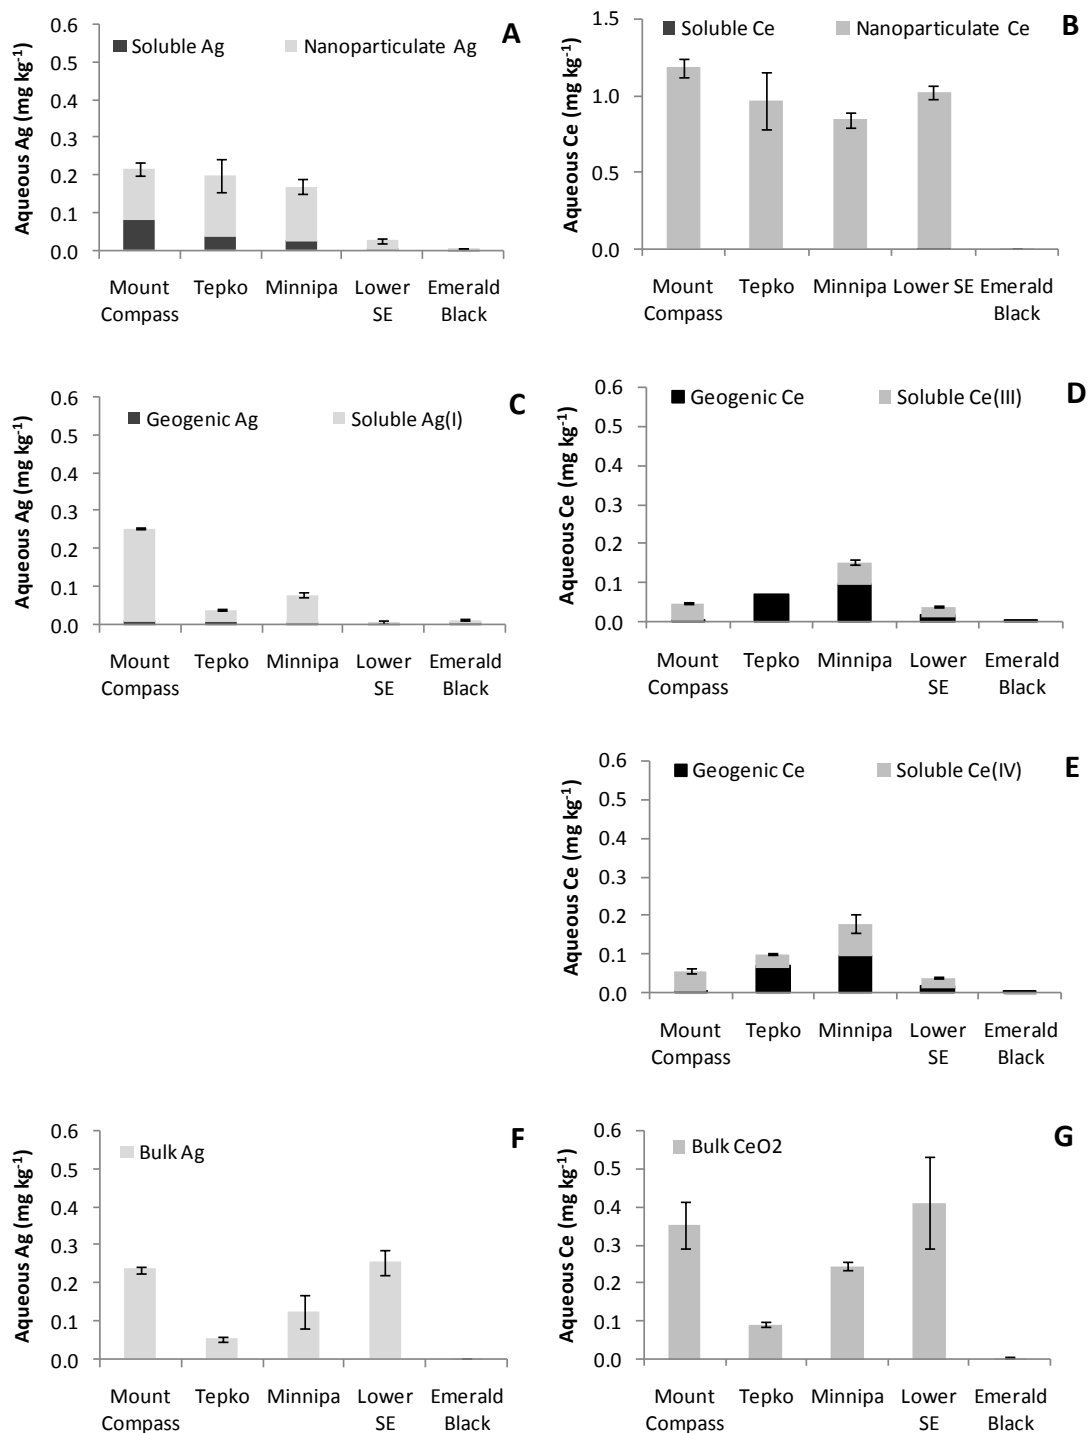 A
Soluble Ag Nanoparticulate Ag
Aqueous Ag (mg kg-1)
0.6
0.5
0.4
0.3
0.2
0.1
0.0
Mount Compass Tepko Minnipa Lower SE Emerald Black
B
Soluble Ce Nanoparticulate Ce
Aqueous Ce (mg kg-1)
1.5
1.0
0.5
0.0
Mount Compass Tepko Minnipa Lower SE Emerald Black
C
Geogenic Ag Soluble Ag(I)
Aqueous Ag (mg kg-1)
0.6
0.5
0.4
0.3
0.2
0.1
0.0
Mount Compass Tepko Minnipa Lower SE Emerald Black
D
Geogenic Ce Soluble Ce(III)
Aqueous Ce (mg kg-1)
0.6
0.5
0.4
0.3
0.2
0.1
0.0
Mount Compass Tepko Minnipa Lower SE Emerald Black
E
Geogenic Ce Soluble Ce(IV)
Aqueous Ce (mg kg-1)
0.6
0.5
0.4
0.3
0.2
0.1
0.0
Mount Compass Tepko Minnipa Lower SE Emerald Black
F
Bulk Ag
Aqueous Ag (mg kg-1)
0.6
0.5
0.4
0.3
0.2
0.1
0.0
Mount Compass Tepko Minnipa Lower SE Emerald Black
G
Bulk CeO2
Aqueous Ce (mg kg-1)
0.6
0.5
0.4
0.3
0.2
0.1
0.0
Mount Compass Tepko Minnipa Lower SE Emerald Black